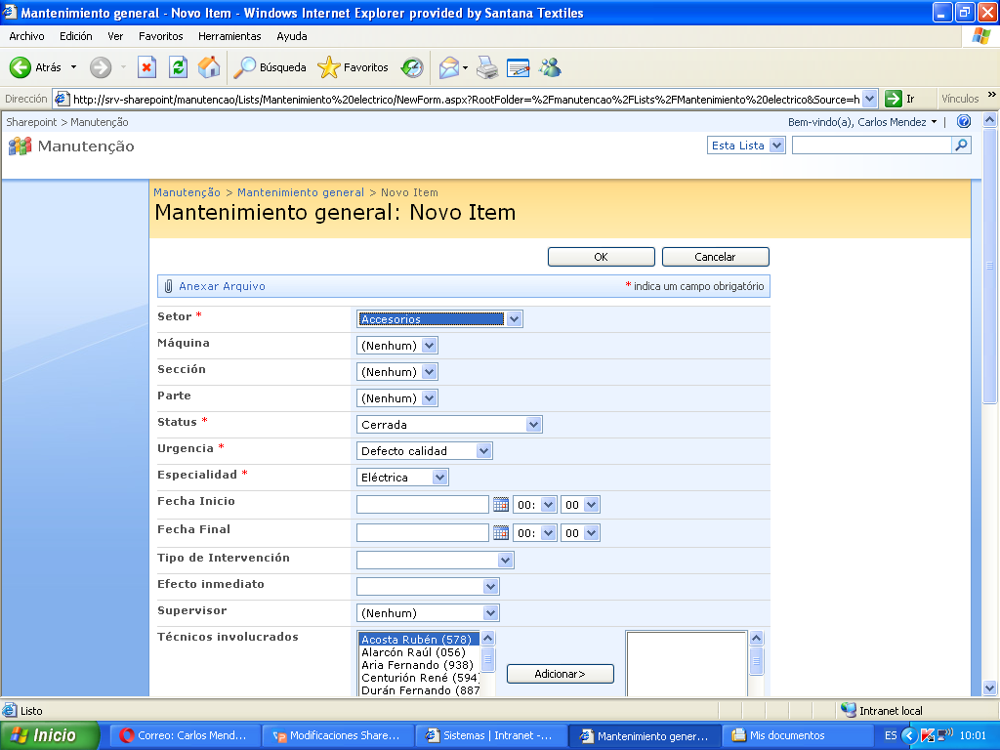 Mantenimiento general - Novo Item - Windows Internet Explorer provided by Santana Textiles
Archivo Edición Ver Favoritos Herramientas Ayuda
Atrás Búsqueda Favoritos
Dirección http://srv-sharepoint/manutencao/Lists/Mantenimiento%20electrico/NewForm.aspx?RootFolder=%2Fmanutencao%2FLists%2FMantenimiento%20electrico&Source=h Ir Vínculos »
Sharepoint > Manutenção Bem-vindo(a), Carlos Mendez
Manutenção Esta Lista
Manutenção > Mantenimiento general > Novo Item
Mantenimiento general: Novo Item
OK Cancelar
Anexar Arquivo * indica um campo obrigatório
Setor * Accesorios
Máquina (Nenhum)
Sección (Nenhum)
Parte (Nenhum)
Status * Cerrada
Urgencia * Defecto calidad
Especialidad * Eléctrica
Fecha Inicio 00: 00
Fecha Final 00: 00
Tipo de Intervención
Efecto inmediato
Supervisor (Nenhum)
Técnicos involucrados Acosta Rubén (578)
Alarcón Raúl (056)
Aria Fernando (938)
Centurión René (594
Durán Fernando (887
Adicionar>
Listo Intranet local
Inicio Correo: Carlos Mend... Modificaciones Share... Sistemas | Intranet -... Mantenimiento gener... Mis documentos ES 10:01